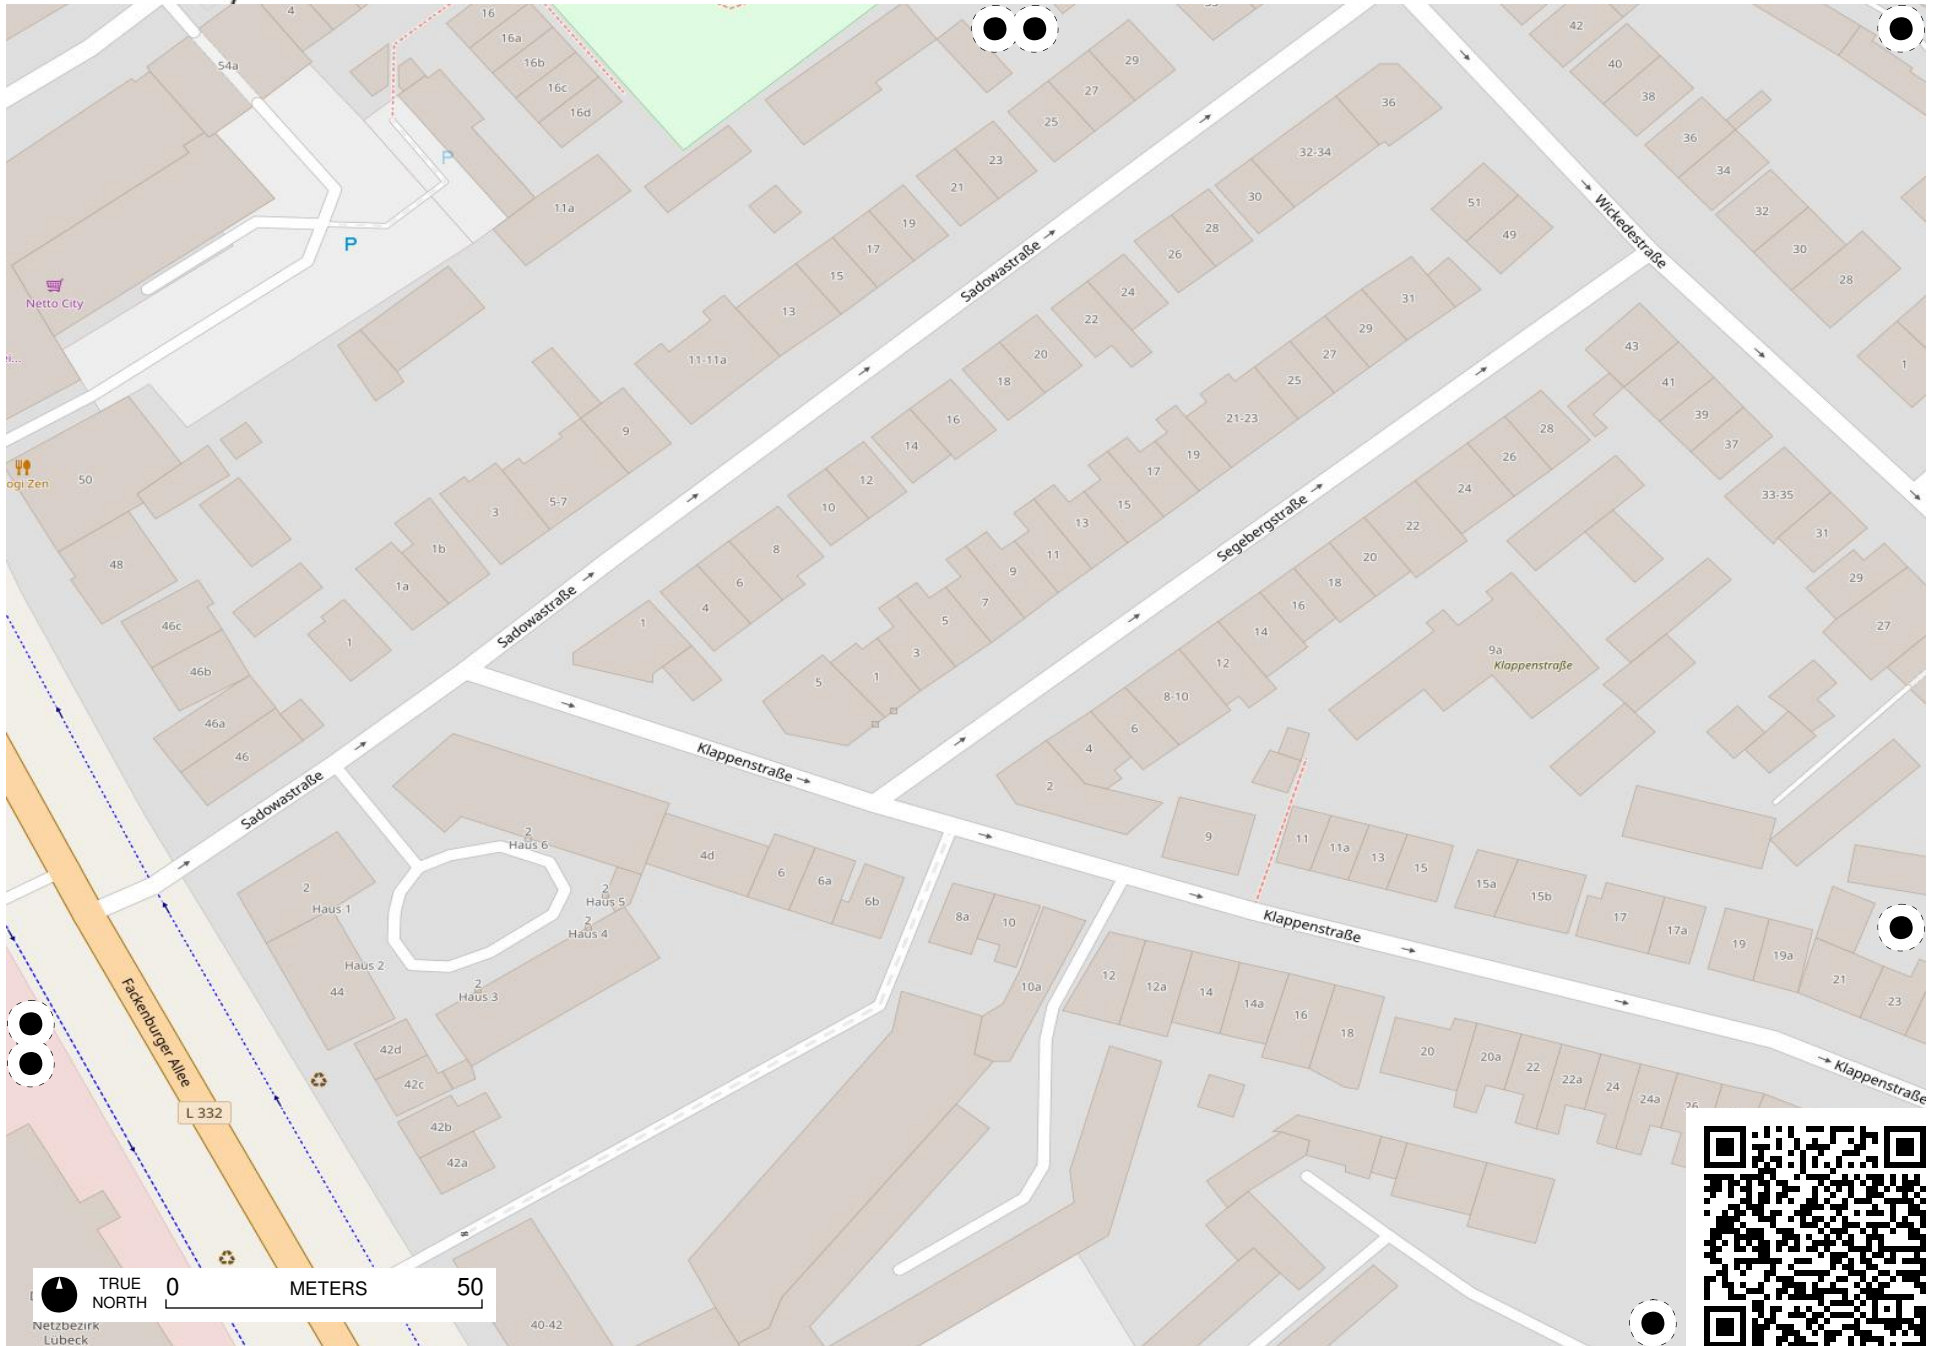 4
16
16a
16b
16c
16d
54a
P
P
11a
29
27
25
23
21
19
17
15
13
11-11a
42
40
38
36
34
32
30
28
1
36
32-34
30
28
26
24
22
20
18
16
14
12
10
8
6
4
1
51
49
Wickedestraße
Sadowastraße
Netto City
ogi Zen
50
48
46c
46b
46a
46
9
5-7
3
1b
1a
1
Sadowastraße
Sadowastraße
31
29
27
25
21-23
19
17
15
13
11
9
7
5
3
1
5
Segebergstraße
43
41
39
37
33-35
31
29
27
28
26
24
22
20
18
16
14
12
8-10
6
4
2
9a
Klappenstraße
Klappenstraße
9
11
11a
13
15
15a
15b
17
17a
19
19a
21
23
Klappenstraße
Klappenstraße
2
Haus 6
2
Haus 5
2
Haus 4
2
Haus 3
2
Haus 1
Haus 2
44
4d
6
6a
6b
8a
10
10a
12
12a
14
14a
16
18
20
20a
22
22a
24
24a
26
42d
42c
42b
42a
40-42
Fackenburger Allee
L 332
TRUE
NORTH
0 METERS 50
Netzbezirk
Lübeck